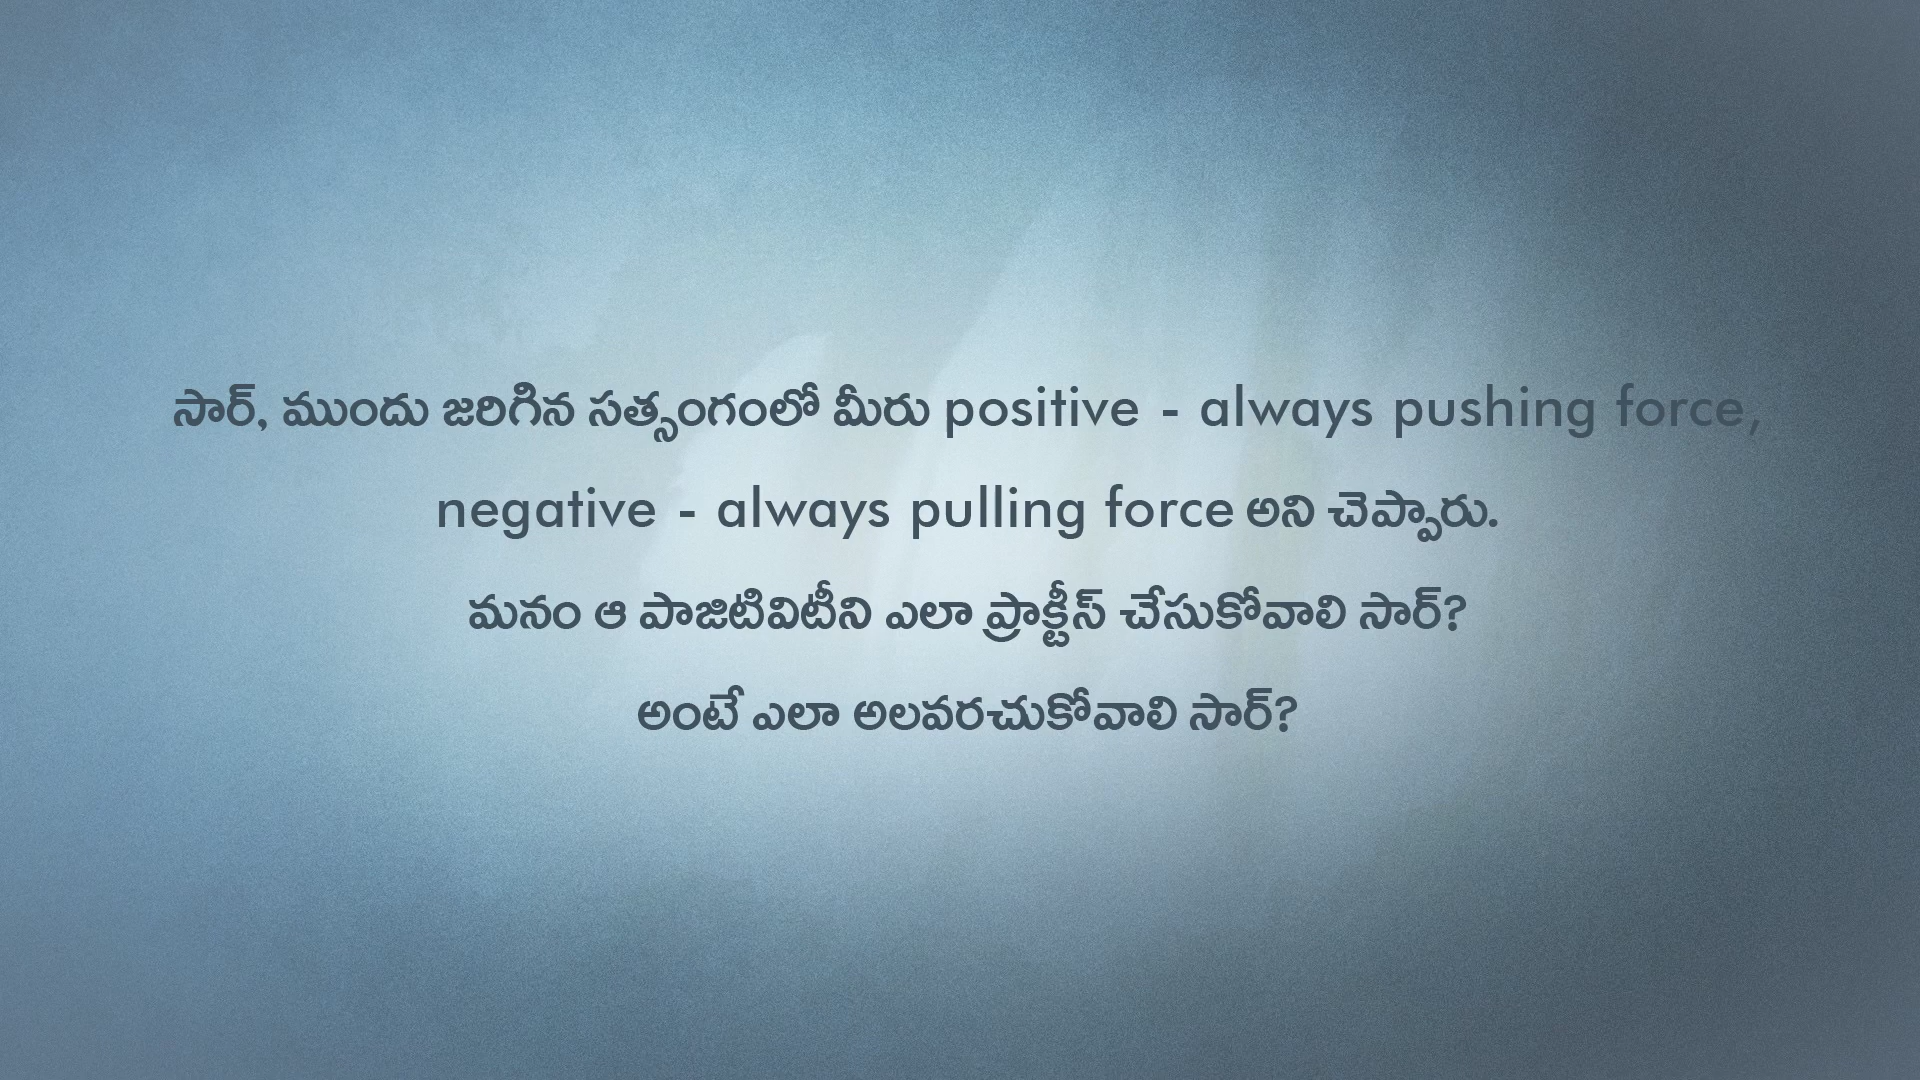 సార్, ముందు జరిగిన సత్సంగంలో మీరు positive - always pushing force,
negative - always pulling force అని చెప్పారు.
మనం ఆ పాజిటివిటీని ఎలా ప్రాక్టీస్ చేసుకోవాలి సార్?
అంటే ఎలా అలవరచుకోవాలి సార్?